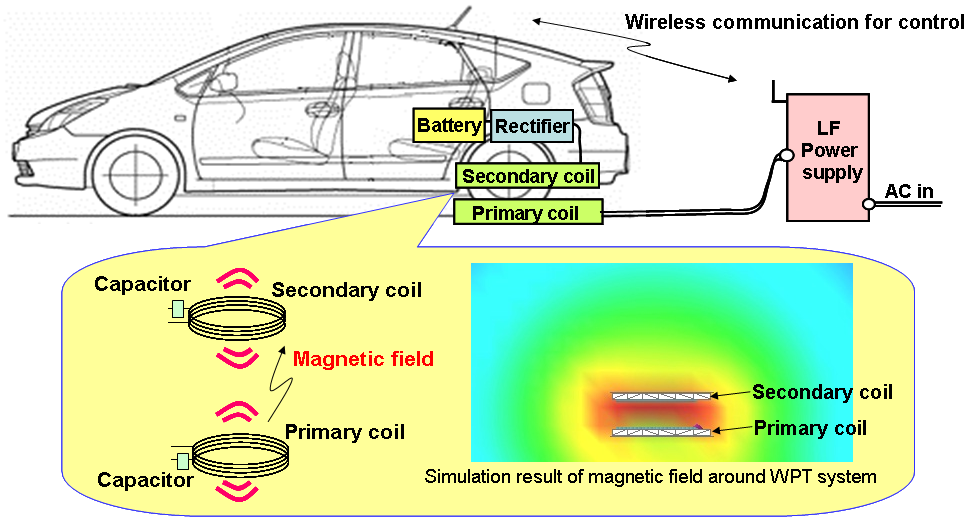 Wireless communication for control
Battery
Rectifier
LF
Power
supply
Secondary coil
AC in
Primary coil
Capacitor
Secondary coil
Magnetic field
Primary coil
Capacitor
Secondary coil
Primary coil
Simulation result of magnetic field around WPT system